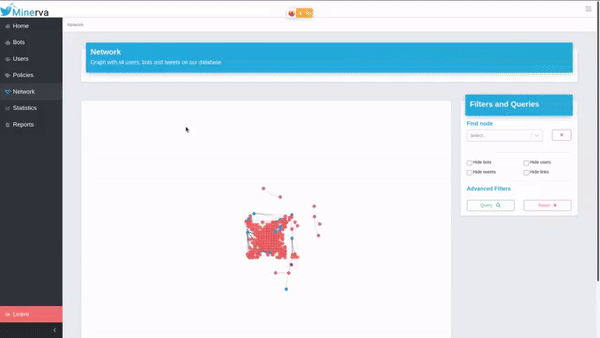 Minerva
Home
Bots
Users
Policies
Network
Statistics
Reports
Network
Network
Graph with all users, bots and tweets on our database
Filters and Queries
Find node
Select...
Hide bots
Hide users
Hide tweets
Hide links
Advanced Filters
Query
Reset